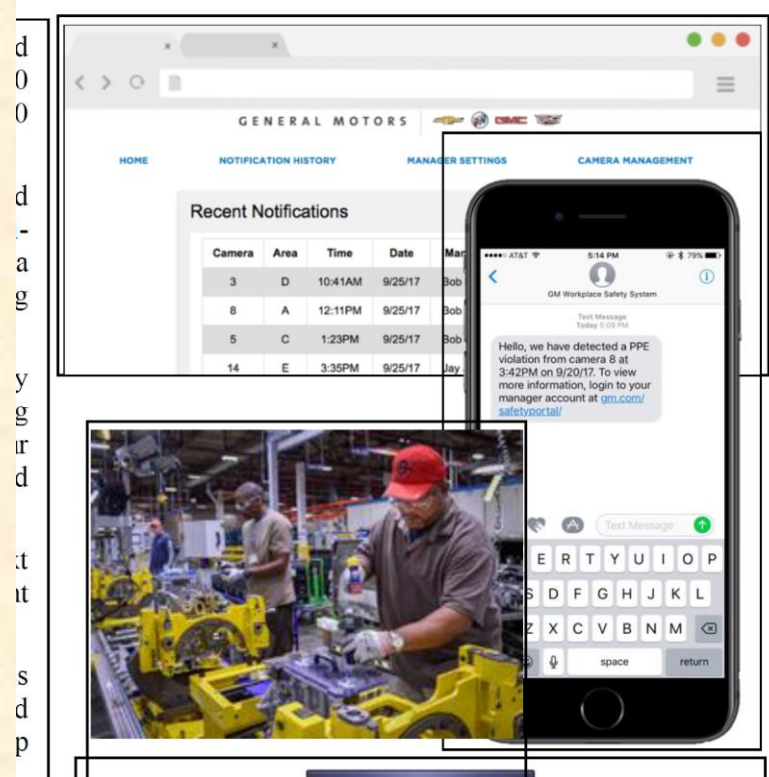 GENERAL MOTORS GMC
HOME NOTIFICATION HISTORY MANAGER SETTINGS CAMERA MANAGEMENT
Recent Notifications
Camera Area Time Date
3 D 10:41AM 9/25/17 Bob
8 A 12:11PM 9/25/17 Bob
5 C 1:23PM 9/25/17 Bob
14 E 3:35PM 9/25/17 Jay
AT&T 5:14 PM 79%
GM Workplace Safety System
Text Message
Today 5:09 PM
Hello, we have detected a PPE
violation from camera 8 at
3:42PM on 9/20/17. To view
more information, login to your
manager account at gm.com/
safetyportal/
Text Message
E R T Y U I O P
S D F G H J K L
Z X C V B N M
space return